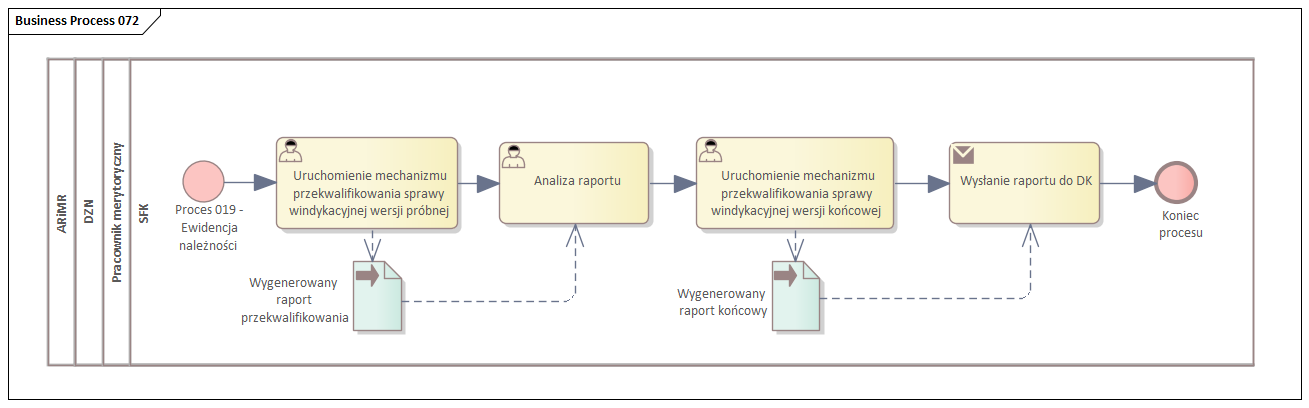 Business Process 072
ARiMR
DZN
Pracownik merytoryczny
SFK
Proces 019 -
Ewidencja
należności
Uruchomienie mechanizmu
przekwalifikowania sprawy
windykacyjnej wersji próbnej
Analiza raportu
Uruchomienie mechanizmu
przekwalifikowania sprawy
windykacyjnej wersji końcowej
Wysłanie raportu do DK
Koniec
procesu
Wygenerowany
raport
przekwalifikowania
Wygenerowany
raport końcowy